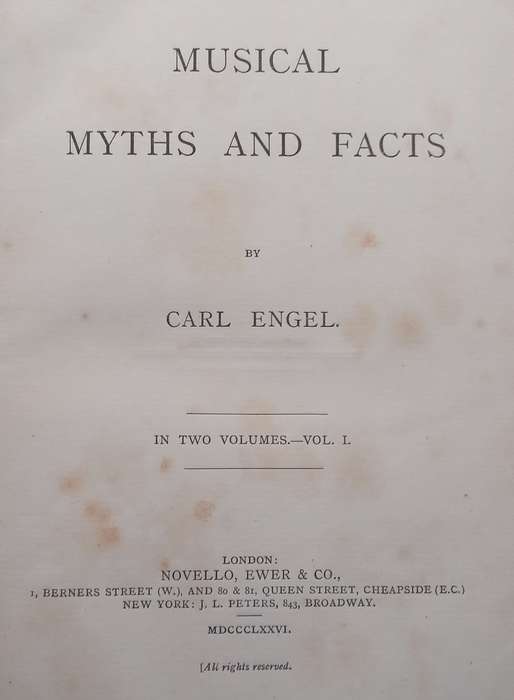 MUSICAL
MYTHS AND FACTS
BY
CARL ENGEL.
IN TWO VOLUMES.—VOL. I.
LONDON:
NOVELLO, EWER & CO.,
1, BERNERS STREET (W.), AND 80 & 81, QUEEN STREET, CHEAPSIDE (E.C.)
NEW YORK: J. L. PETERS, 843, BROADWAY.
MDCCCLXXVI.
[All rights reserved.